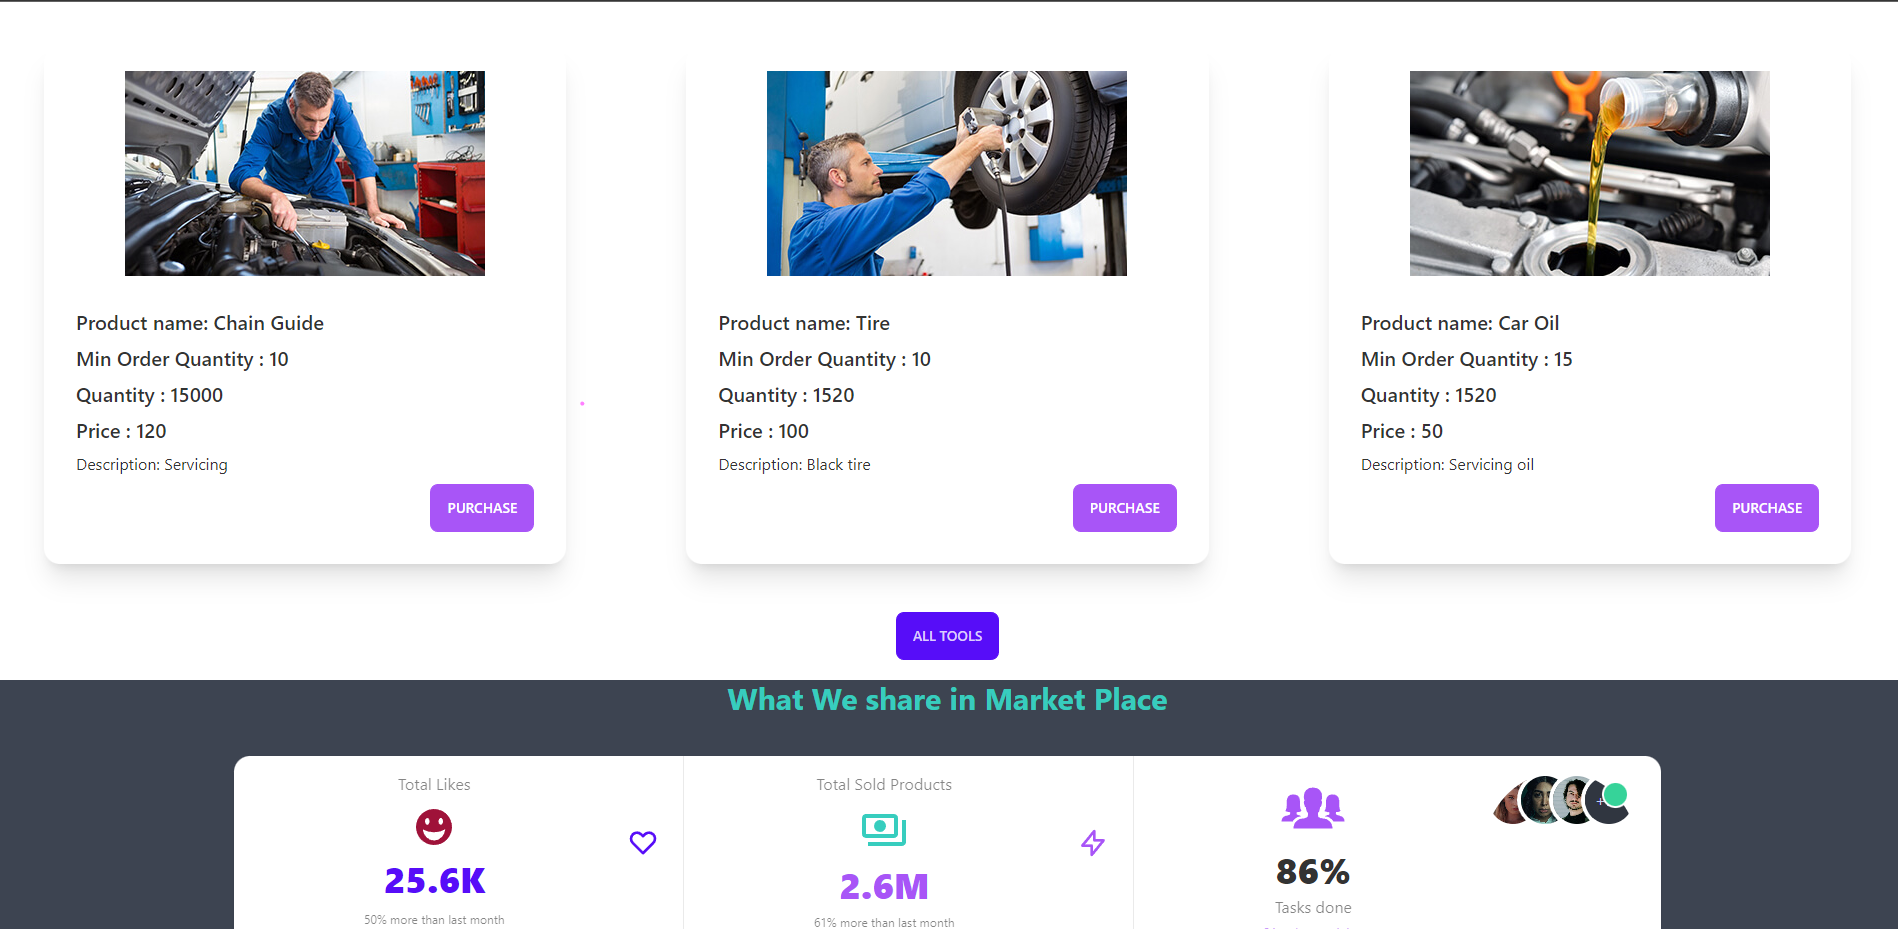 Product name: Chain Guide
Min Order Quantity : 10
Quantity : 15000
Price : 120
Description: Servicing
PURCHASE
Product name: Tire
Min Order Quantity : 10
Quantity : 1520
Price : 100
Description: Black tire
PURCHASE
Product name: Car Oil
Min Order Quantity : 15
Quantity : 1520
Price : 50
Description: Servicing oil
PURCHASE
ALL TOOLS
What We share in Market Place
Total Likes
25.6K
50% more than last month
Total Sold Products
2.6M
61% more than last month
86%
Tasks done